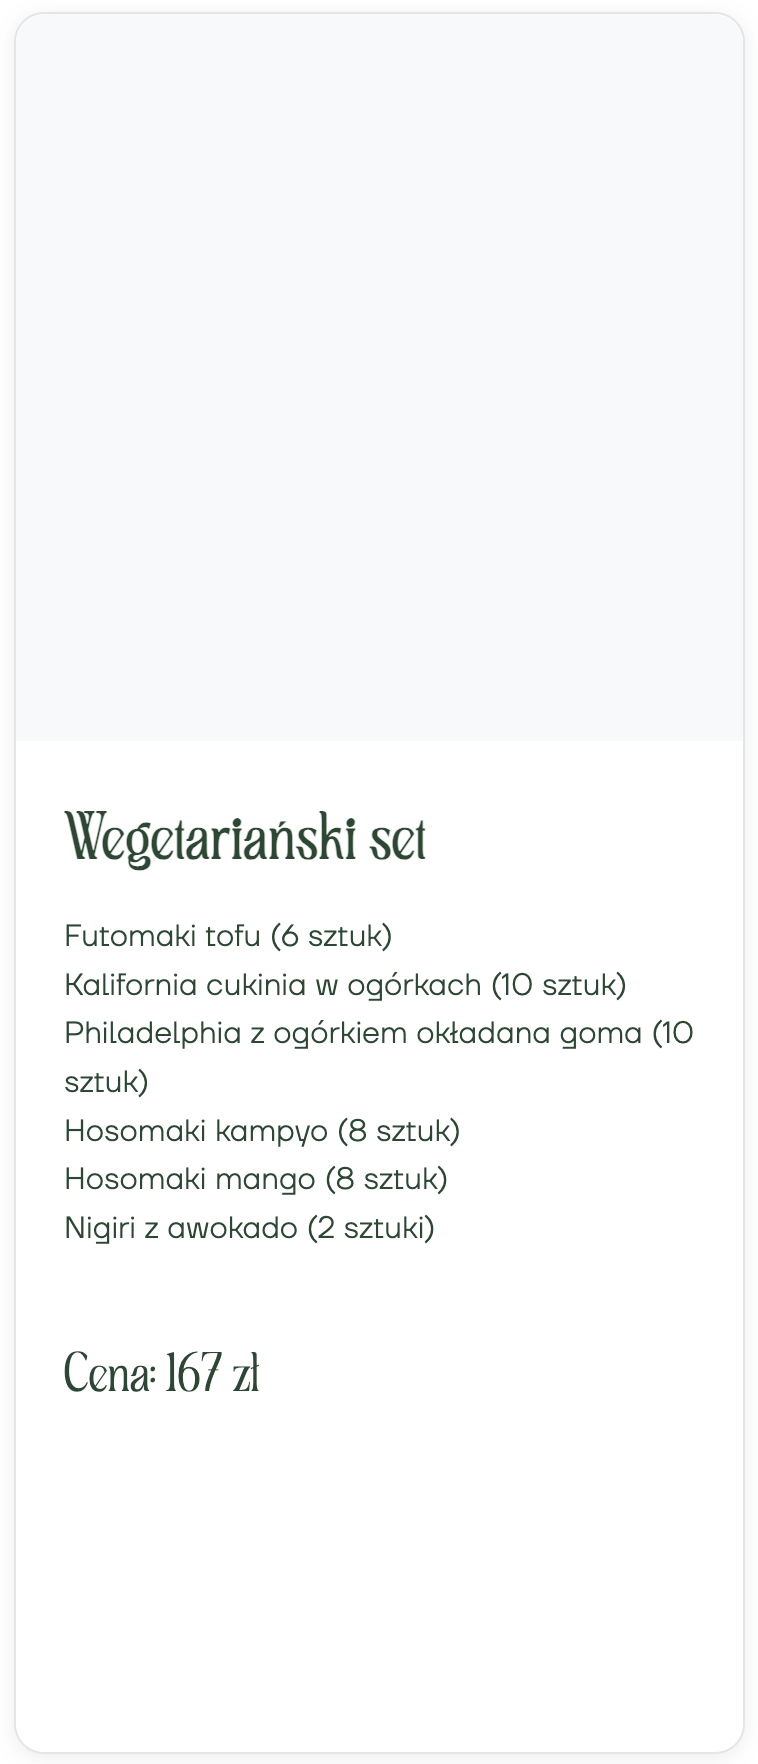 Wegetariański set
Futomaki tofu (6 sztuk)
Kalifornia cukinia w ogórkach (10 sztuk)
Philadelphia z ogórkiem okładana goma (10
sztuk)
Hosomaki kampyo (8 sztuk)
Hosomaki mango (8 sztuk)
Nigiri z awokado (2 sztuki)
Cena: 167 zł